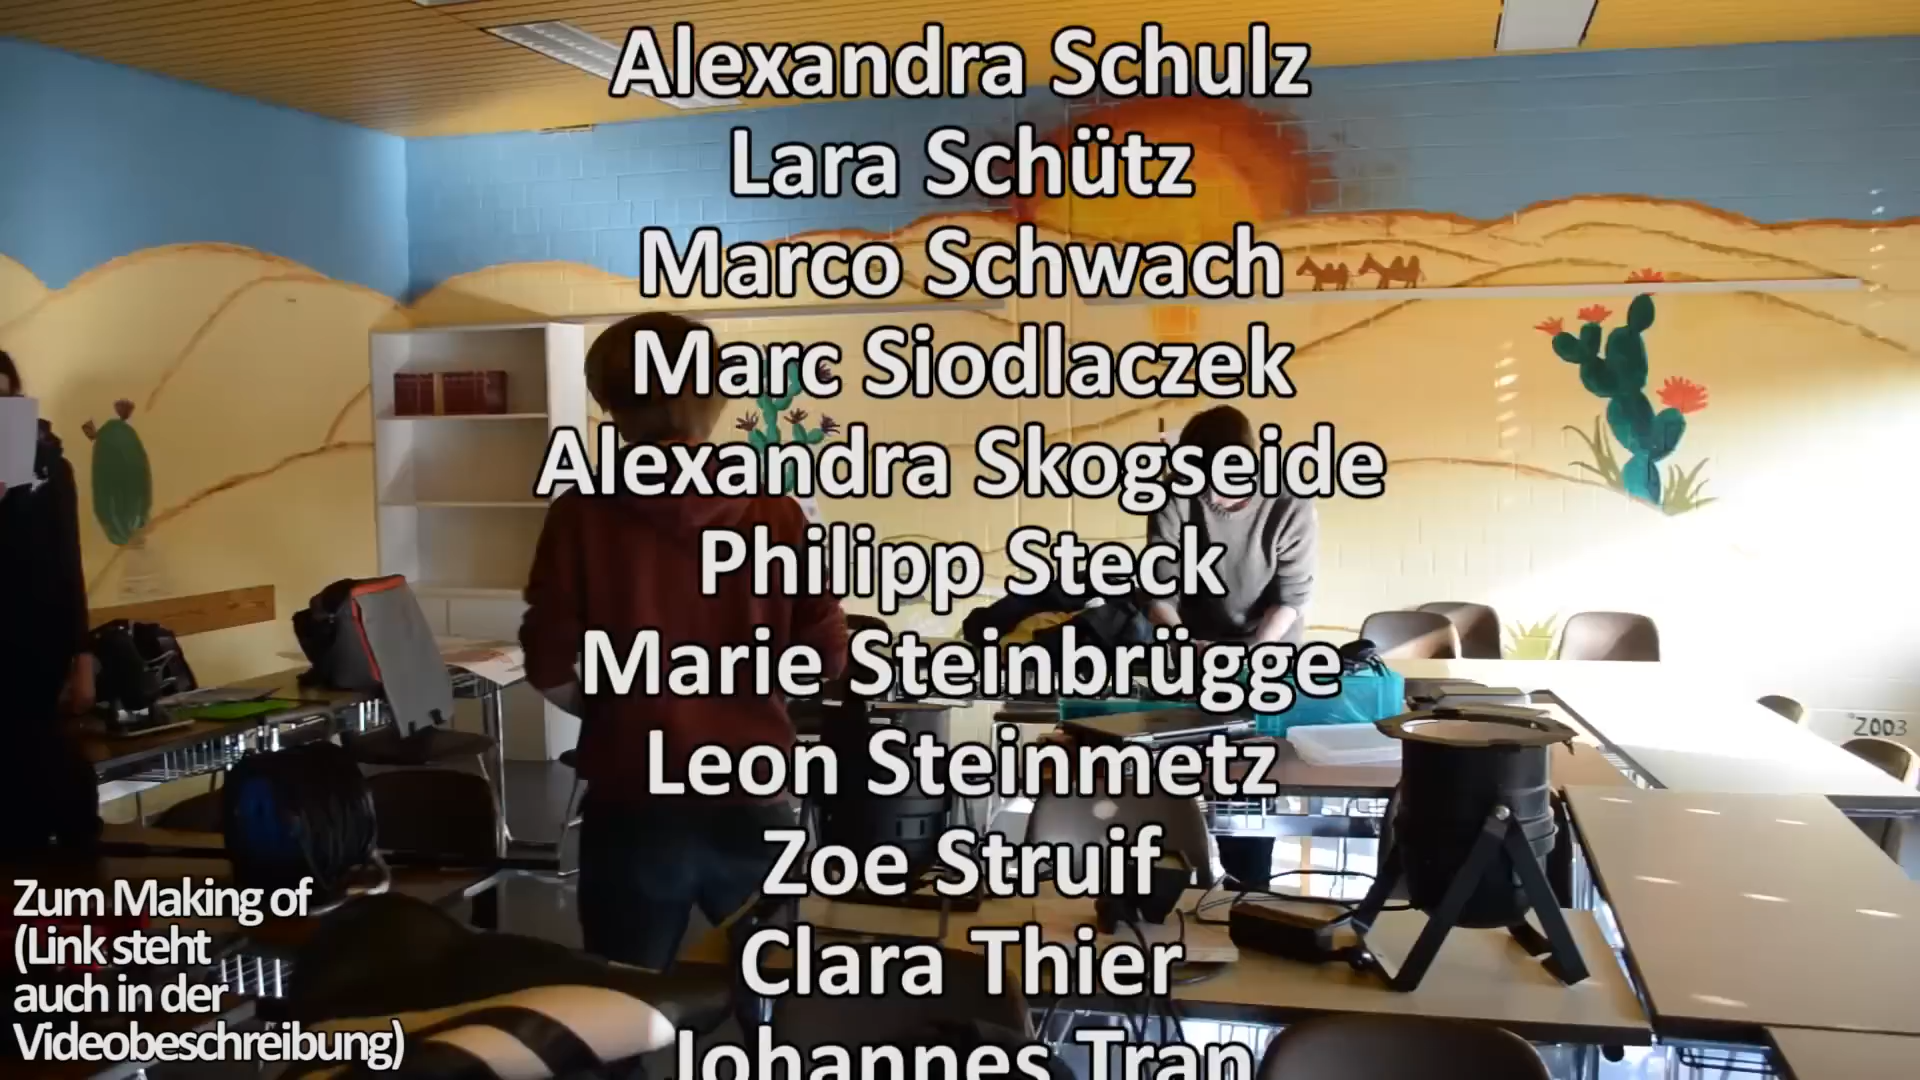 Alexandra Schulz
Lara Schütz
Marco Schwach
Marc Siodlaczek
Alexandra Skogseide
Philipp Steck
Marie Steinbrügge
Leon Steinmetz
Zoe Struif
Clara Thier
Johannes Tran
Zum Making of
(Link steht
auch in der
Videobeschreibung)
2003